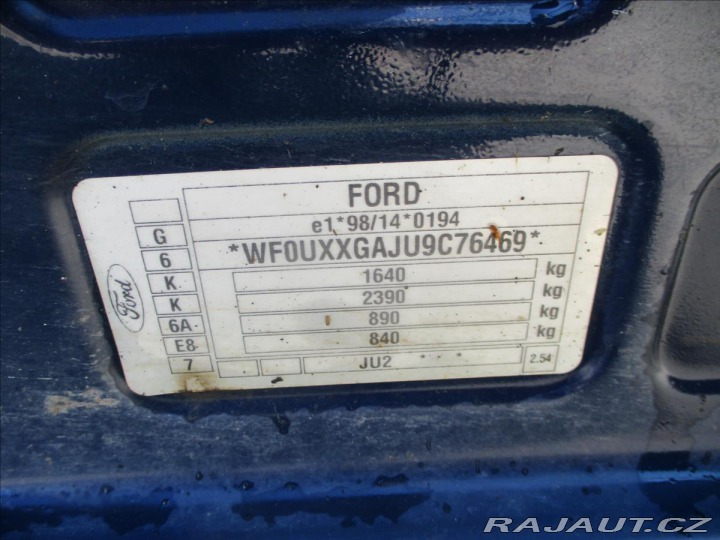 FORD
e1*98/14*0194
G
*WF0UXXGAJU9C76469*
6
1640 kg
K
2390 kg
K
890 kg
6A
840 kg
E8
7
JU2 *** 2.54
Ford
RAJAUT.CZ